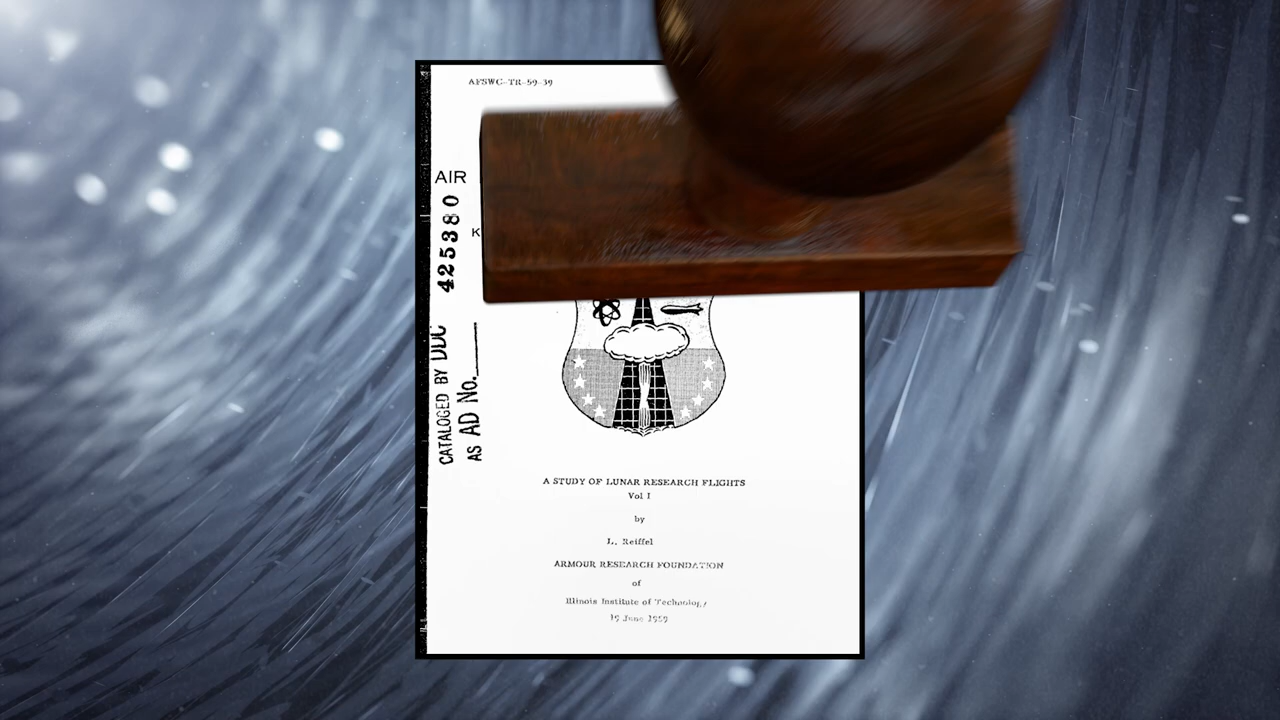 AFSWC-TR-59-39
AIR
K
425380
CATALOGED BY DDC
AS AD No.
A STUDY OF LUNAR RESEARCH FLIGHTS
Vol I
by
L. Reiffel
ARMOUR RESEARCH FOUNDATION
of
Illinois Institute of Technology
19 June 1959